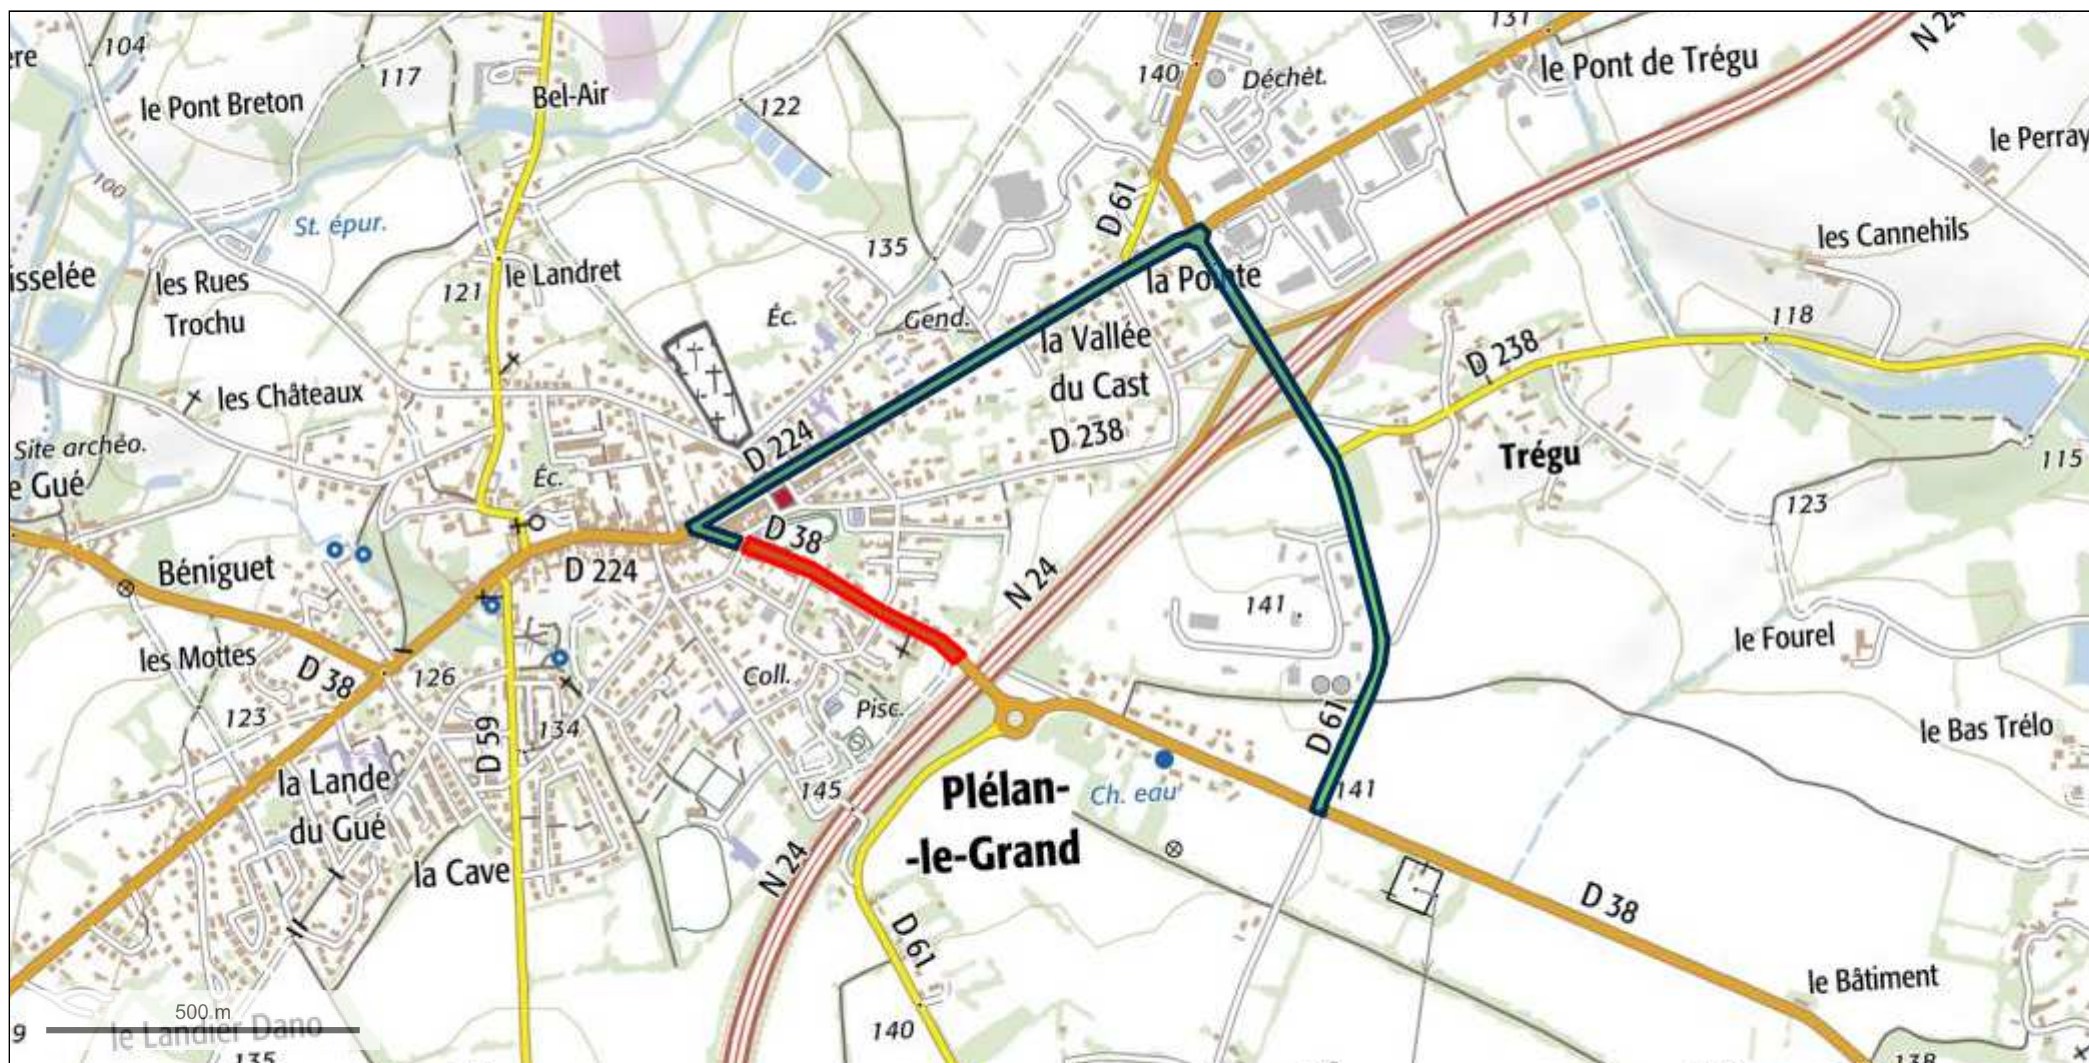 131
N 24
104
ere
117
le Pont Breton
Bel-Air
122
140
Déchèt.
le Pont de Trégu
le Perray
100
St. épur.
D 61
135
les Cannehils
isselée
les Rues
Trochu
121
le Landret
la Pointe
Éc.
Gend.
la Vallée
du Cast
118
D 238
les Châteaux
D 224
D 238
Site archéo.
e Gué
Éc.
Trégu
115
123
D 38
Béniguet
D 224
N 24
141
les Mottes
D 38
126
Coll.
le Fourel
123
134
Pisc.
D 59
D 61
le Bas Trélo
la Lande
du Gué
145
Plélan-
-le-Grand
Ch. eau
141
la Cave
N 24
D 38
D 61
le Bâtiment
500 m
9
le Landier Dano
140
135
138